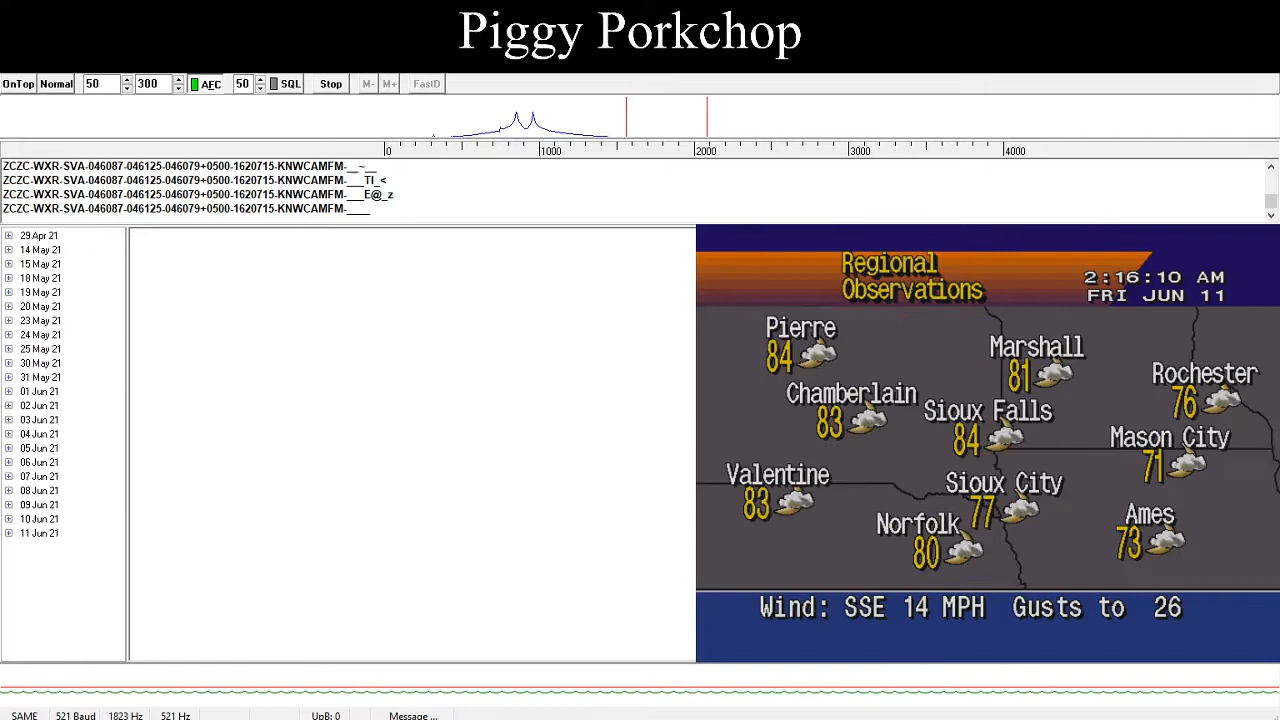 Piggy Porkchop
OnTop Normal 50 300 AFC 50 SQL Stop M- M+ FastD
0 1000 2000 3000 4000
ZCZC-WXR-SVA-046087-046125-046079+0500-1620715-KNWCAMFM-__~__
ZCZC-WXR-SVA-046087-046125-046079+0500-1620715-KNWCAMFM-___TI_<
ZCZC-WXR-SVA-046087-046125-046079+0500-1620715-KNWCAMFM-___E@_z
ZCZC-WXR-SVA-046087-046125-046079+0500-1620715-KNWCAMFM-____
29 Apr 21
14 May 21
15 May 21
18 May 21
19 May 21
20 May 21
23 May 21
24 May 21
25 May 21
30 May 21
31 May 21
01 Jun 21
02 Jun 21
03 Jun 21
04 Jun 21
05 Jun 21
06 Jun 21
07 Jun 21
08 Jun 21
09 Jun 21
10 Jun 21
11 Jun 21
Regional
Observations
2:16:10 AM
FRI JUN 11
Pierre
84
Marshall
81
Rochester
76
Chamberlain
83
Sioux Falls
84
Mason City
71
Valentine
83
Sioux City
77
Norfolk
80
Ames
73
Wind: SSE 14 MPH Gusts to 26
SAME 521 Baud 1823 Hz 521 Hz UpB: 0 Message ...